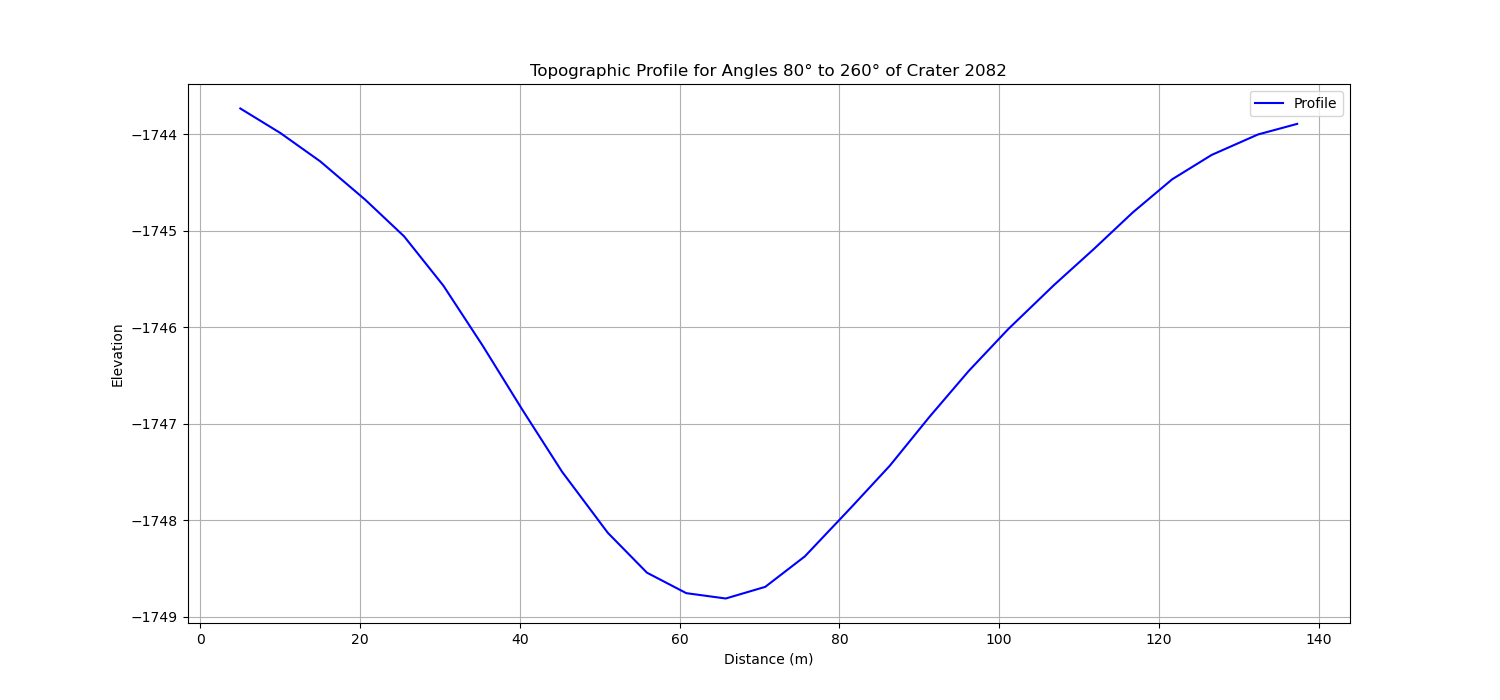 Topographic Profile for Angles 80° to 260° of Crater 2082
Profile
−1744
−1745
−1746
−1747
−1748
−1749
Elevation
0 20 40 60 80 100 120 140
Distance (m)